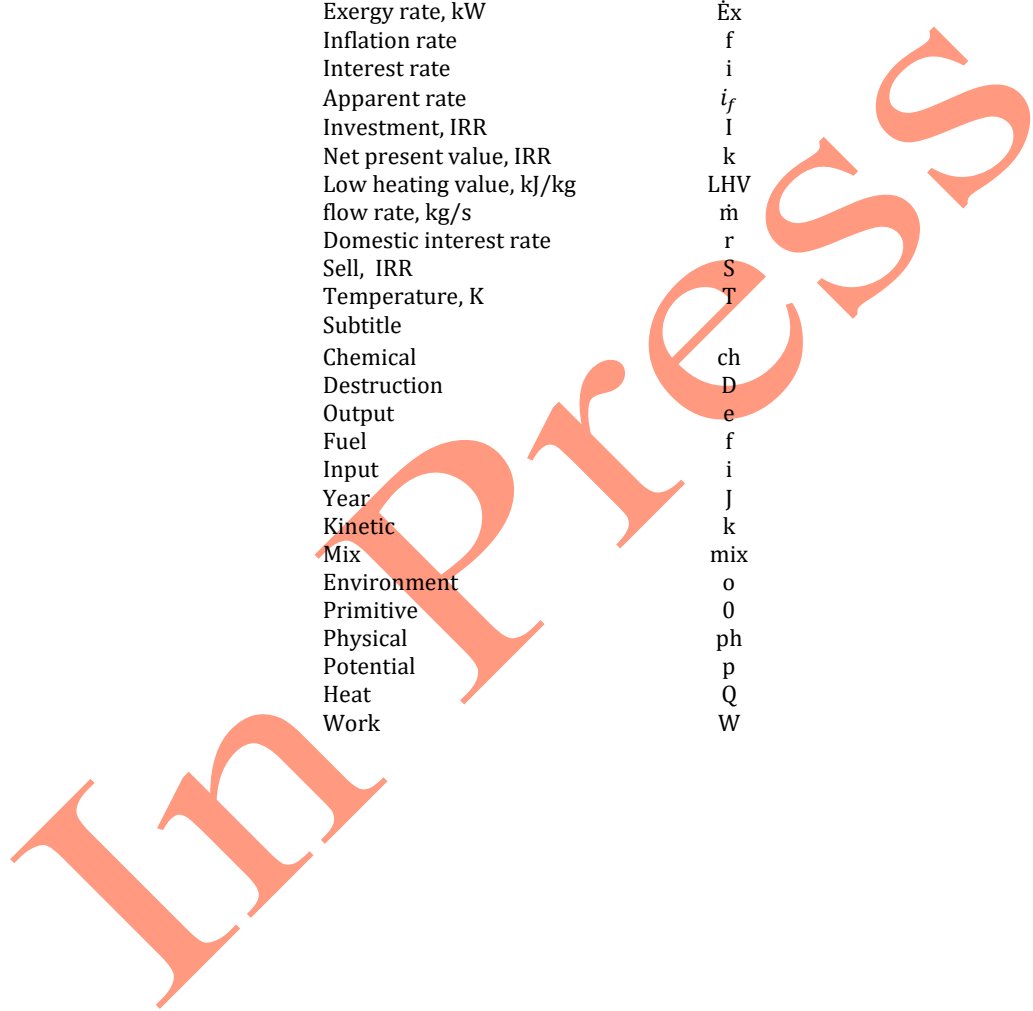 Exergy rate, kW Ėx
Inflation rate f
Interest rate i
Apparent rate i_f
Investment, IRR I
Net present value, IRR k
Low heating value, kJ/kg LHV
flow rate, kg/s ṁ
Domestic interest rate r
Sell, IRR S
Temperature, K T
Subtitle
Chemical ch
Destruction D
Output e
Fuel f
Input i
Year J
Kinetic k
Mix mix
Environment o
Primitive 0
Physical ph
Potential p
Heat Q
Work W
In Press